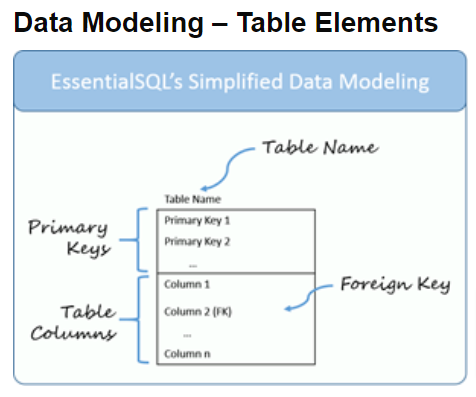 Data Modeling – Table Elements
EssentialSQL's Simplified Data Modeling
Table Name
Table Name
Primary
Keys
Primary Key 1
Primary Key 2
...
Table
Columns
Column 1
Column 2 (FK)
...
Column n
Foreign Key